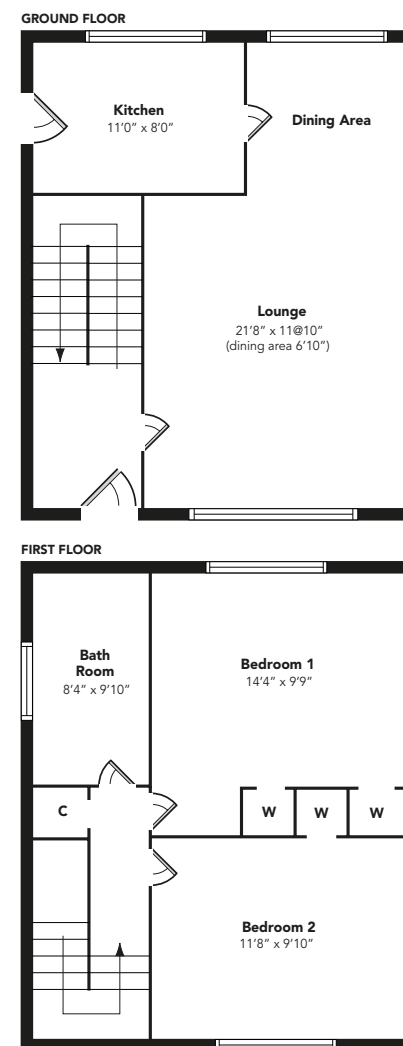 GROUND FLOOR
Kitchen
11’0” x 8’0”
Dining Area
Lounge
21’8” x 11@10”
(dining area 6’10”)
FIRST FLOOR
Bath
Room
8’4” x 9’10”
Bedroom 1
14’4” x 9’9”
C
W
W
W
Bedroom 2
11’8” x 9’10”